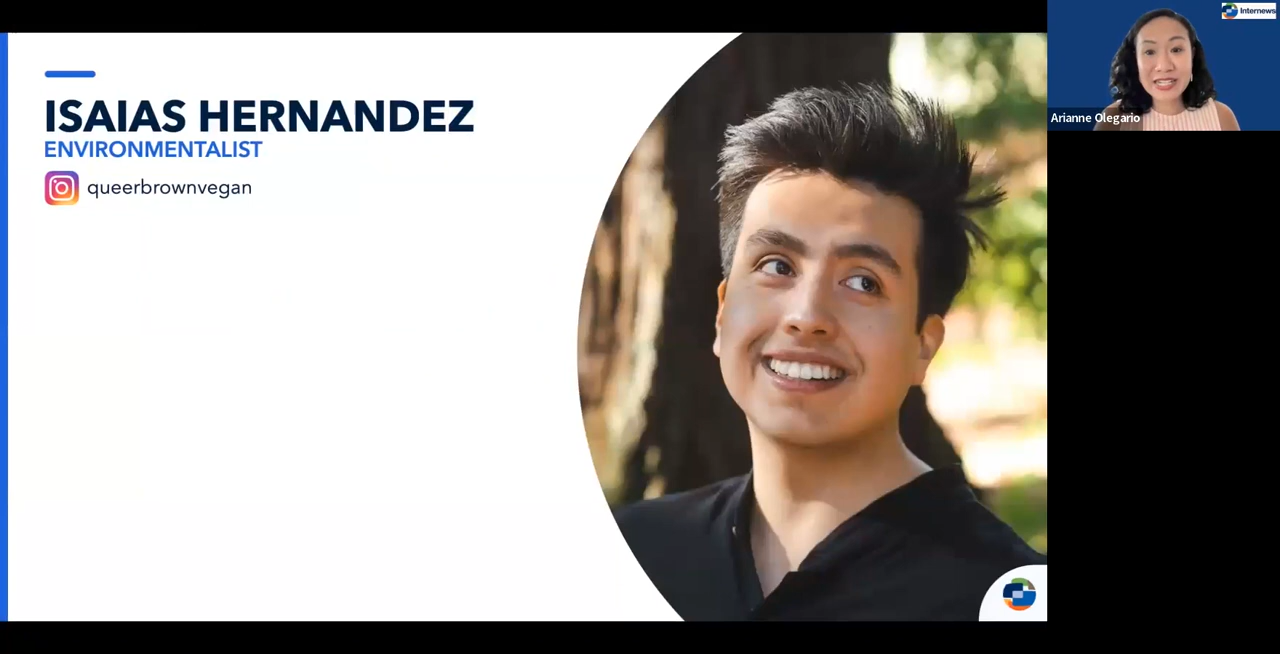 ISAIAS HERNANDEZ
ENVIRONMENTALIST
queerbrownvegan
Internews
Arianne Olegario